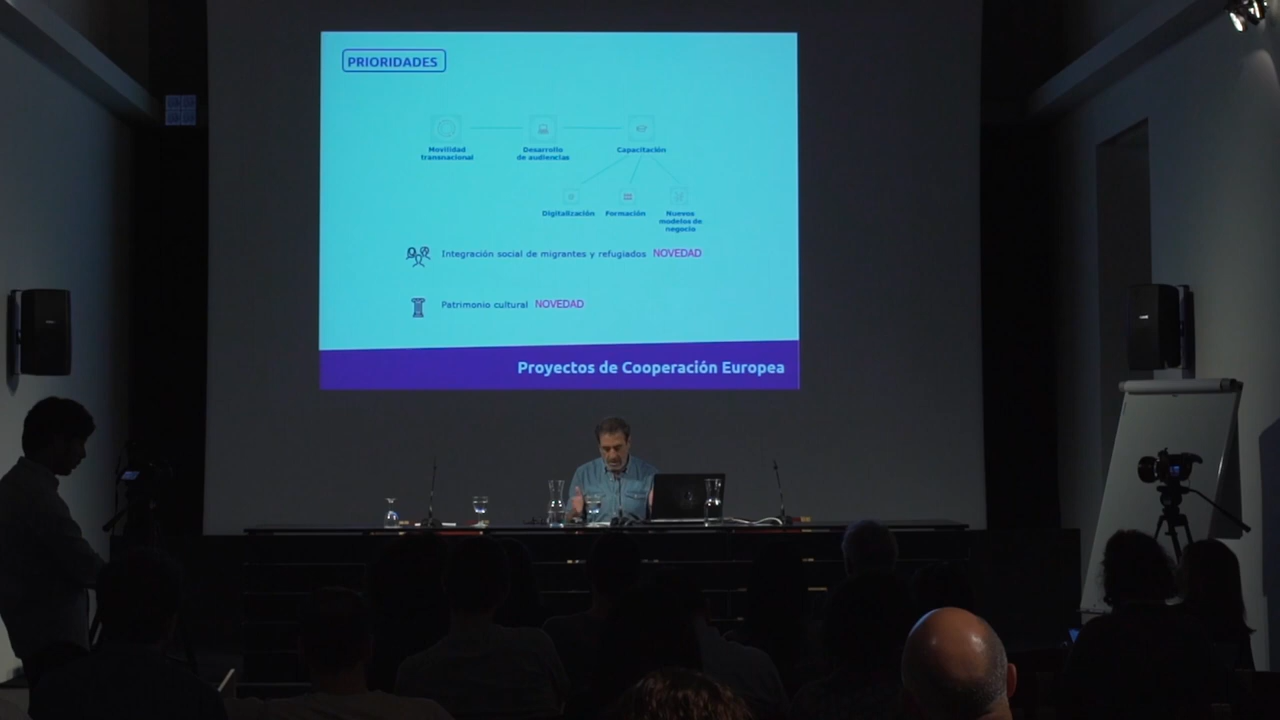 PRIORIDADES
Movilidad
transnacional
Desarrollo
de audiencias
Capacitación
Digitalización
Formación
Nuevos
modelos de
negocio
Integración social de migrantes y refugiados NOVEDAD
Patrimonio cultural NOVEDAD
Proyectos de Cooperación Europea